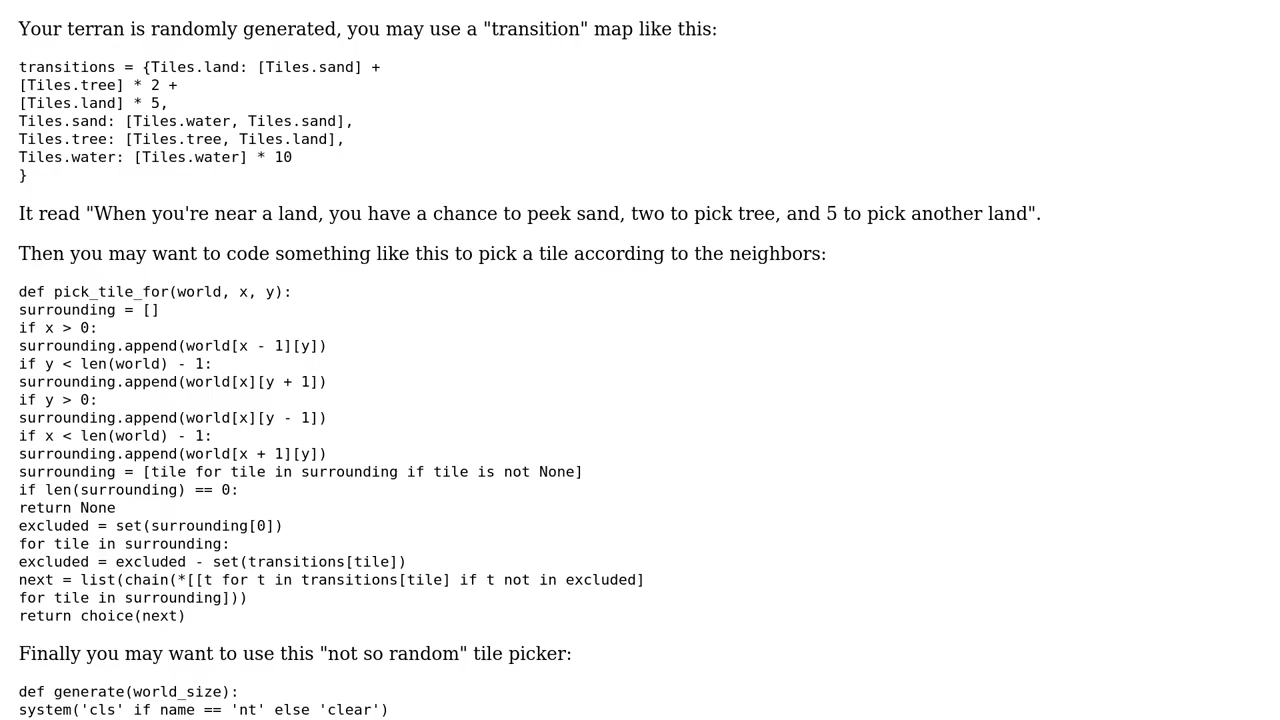 Your terran is randomly generated, you may use a "transition" map like this:
transitions = {Tiles.land: [Tiles.sand] +
[Tiles.tree] * 2 +
[Tiles.land] * 5,
Tiles.sand: [Tiles.water, Tiles.sand],
Tiles.tree: [Tiles.tree, Tiles.land],
Tiles.water: [Tiles.water] * 10
}
It read "When you're near a land, you have a chance to peek sand, two to pick tree, and 5 to pick another land".
Then you may want to code something like this to pick a tile according to the neighbors:
def pick_tile_for(world, x, y):
surrounding = []
if x > 0:
surrounding.append(world[x - 1][y])
if y < len(world) - 1:
surrounding.append(world[x][y + 1])
if y > 0:
surrounding.append(world[x][y - 1])
if x < len(world) - 1:
surrounding.append(world[x + 1][y])
surrounding = [tile for tile in surrounding if tile is not None]
if len(surrounding) == 0:
return None
excluded = set(surrounding[0])
for tile in surrounding:
excluded = excluded - set(transitions[tile])
next = list(chain(*[[t for t in transitions[tile] if t not in excluded]
for tile in surrounding]))
return choice(next)
Finally you may want to use this "not so random" tile picker:
def generate(world_size):
system('cls' if name == 'nt' else 'clear')